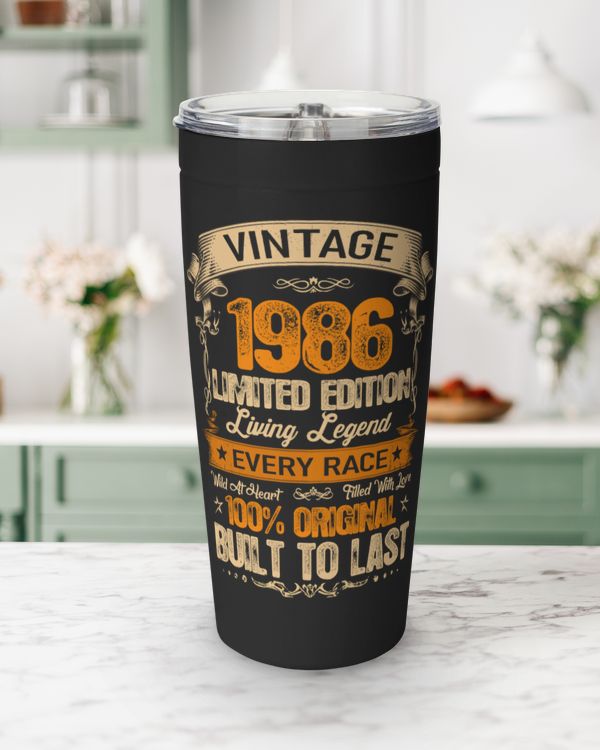 VINTAGE
1986
LIMITED EDITION
Living Legend
★ EVERY RACE ★
Wild At Heart Filled With Love
★ 100% ORIGINAL ★
BUILT TO LAST